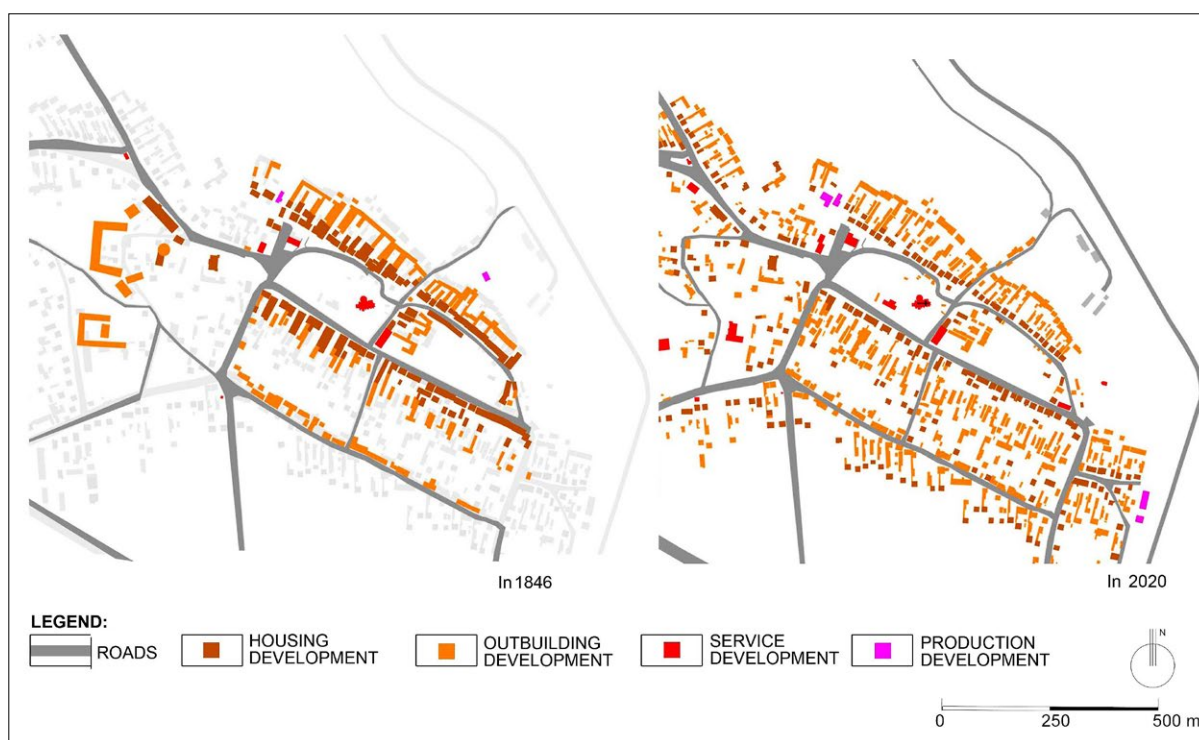 In 1846
In 2020
LEGEND:
ROADS
HOUSING
DEVELOPMENT
OUTBUILDING
DEVELOPMENT
SERVICE
DEVELOPMENT
PRODUCTION
DEVELOPMENT
N
0 250 500 m